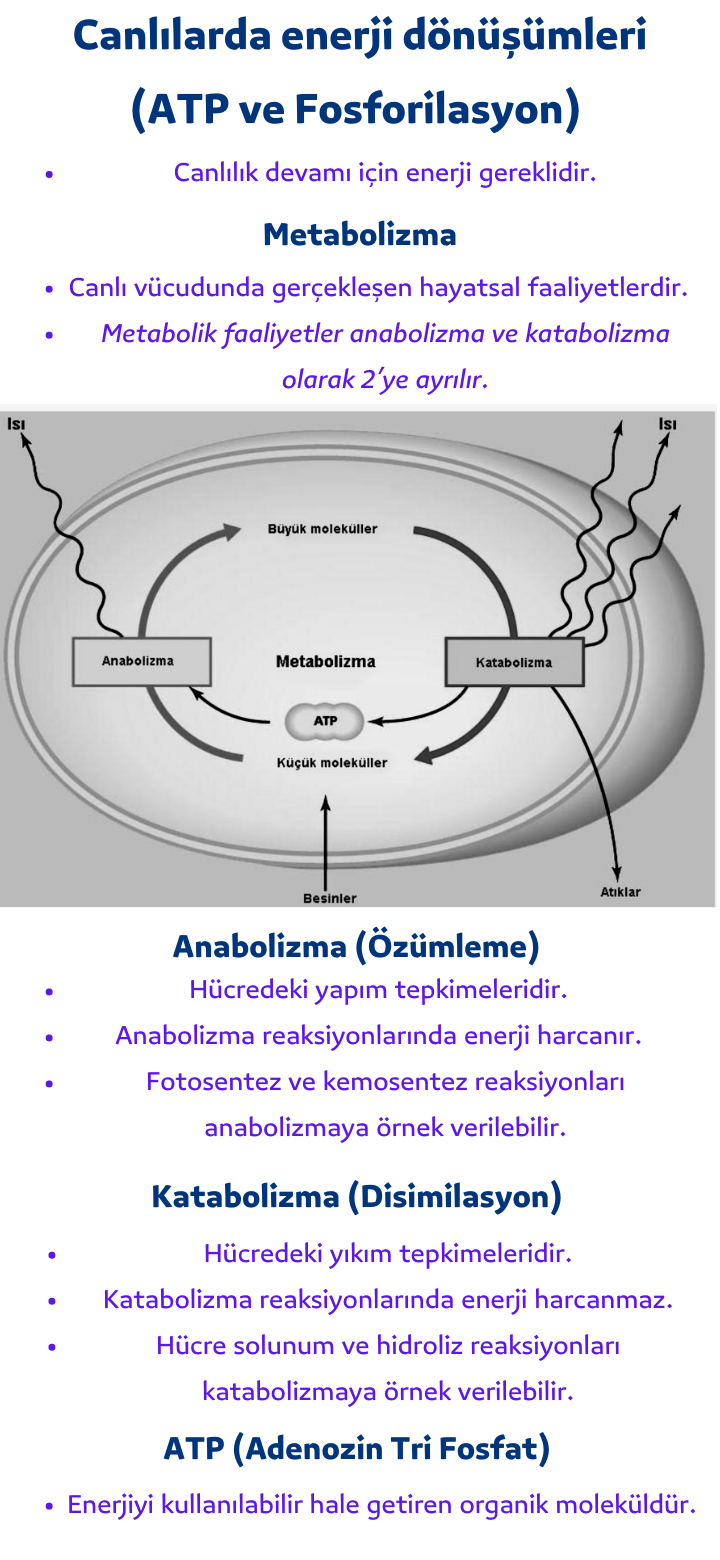 Canlılarda enerji dönüşümleri
(ATP ve Fosforilasyon)
• Canlılık devamı için enerji gereklidir.
Metabolizma
• Canlı vücudunda gerçekleşen hayatsal faaliyetlerdir.
• Metabolik faaliyetler anabolizma ve katabolizma
olarak 2'ye ayrılır.
Isı
Isı
Büyük moleküller
Anabolizma
Metabolizma
Katabolizma
ATP
Küçük moleküller
Besinler
Atıklar
Anabolizma (Özümleme)
• Hücredeki yapım tepkimeleridir.
• Anabolizma reaksiyonlarında enerji harcanır.
• Fotosentez ve kemosentez reaksiyonları
anabolizmaya örnek verilebilir.
Katabolizma (Disimilasyon)
• Hücredeki yıkım tepkimeleridir.
• Katabolizma reaksiyonlarında enerji harcanmaz.
• Hücre solunum ve hidroliz reaksiyonları
katabolizmaya örnek verilebilir.
ATP (Adenozin Tri Fosfat)
• Enerjiyi kullanılabilir hale getiren organik moleküldür.